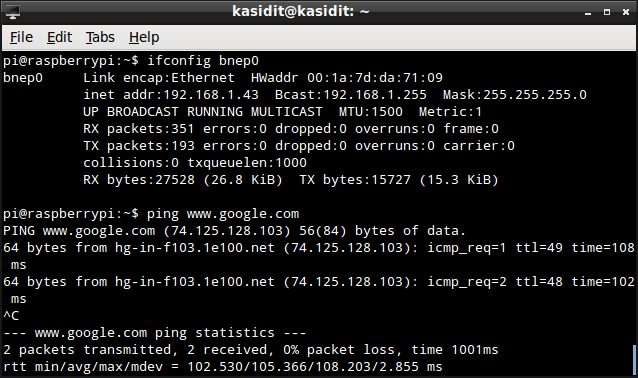 kasidit@kasidit: ~
File Edit Tabs Help
pi@raspberrypi:~$ ifconfig bnep0
bnep0     Link encap:Ethernet  HWaddr 00:1a:7d:da:71:09
          inet addr:192.168.1.43  Bcast:192.168.1.255  Mask:255.255.255.0
          UP BROADCAST RUNNING MULTICAST  MTU:1500  Metric:1
          RX packets:351 errors:0 dropped:0 overruns:0 frame:0
          TX packets:193 errors:0 dropped:0 overruns:0 carrier:0
          collisions:0 txqueuelen:1000
          RX bytes:27528 (26.8 KiB)  TX bytes:15727 (15.3 KiB)
pi@raspberrypi:~$ ping www.google.com
PING www.google.com (74.125.128.103) 56(84) bytes of data.
64 bytes from hg-in-f103.1e100.net (74.125.128.103): icmp_req=1 ttl=49 time=108
 ms
64 bytes from hg-in-f103.1e100.net (74.125.128.103): icmp_req=2 ttl=48 time=102
 ms
^C
--- www.google.com ping statistics ---
2 packets transmitted, 2 received, 0% packet loss, time 1001ms
rtt min/avg/max/mdev = 102.530/105.366/108.203/2.855 ms